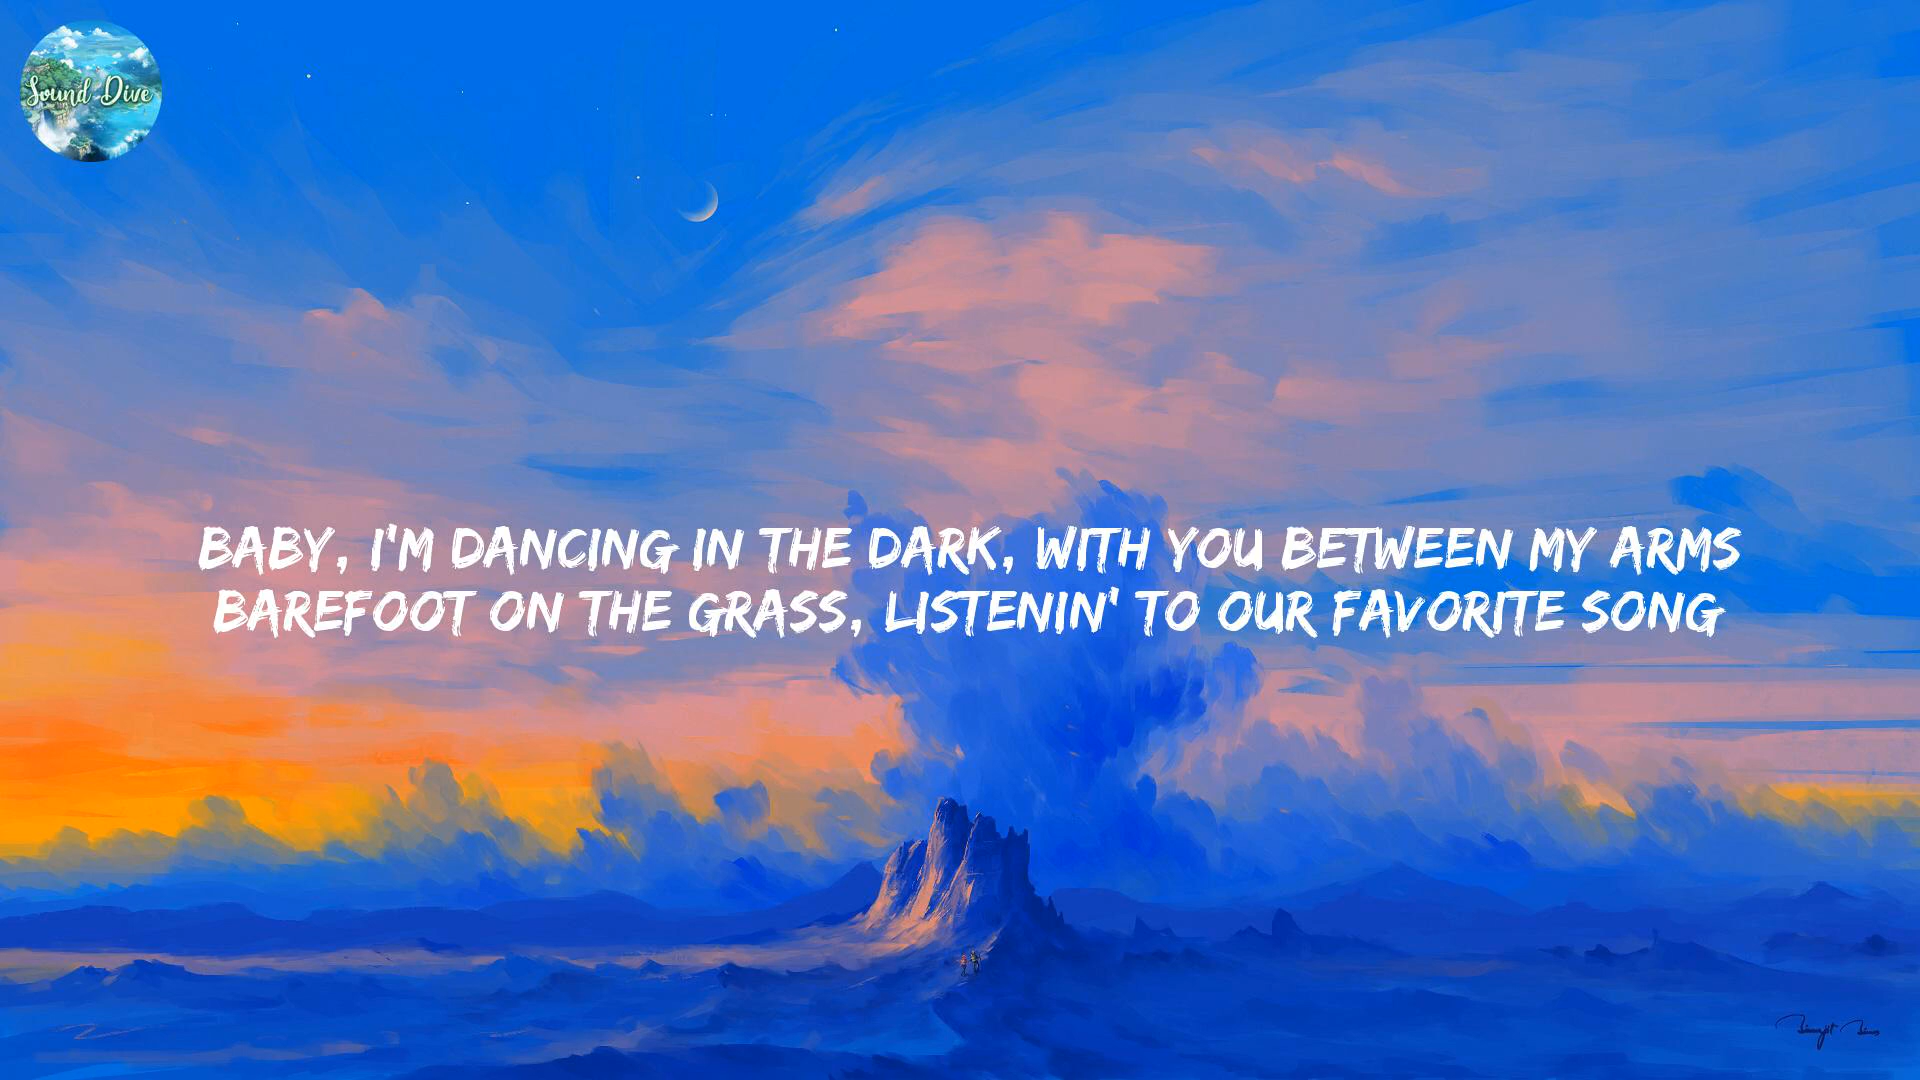 Sound Dive
BABY, I'M DANCING IN THE DARK, WITH YOU BETWEEN MY ARMS
BAREFOOT ON THE GRASS, LISTENIN' TO OUR FAVORITE SONG